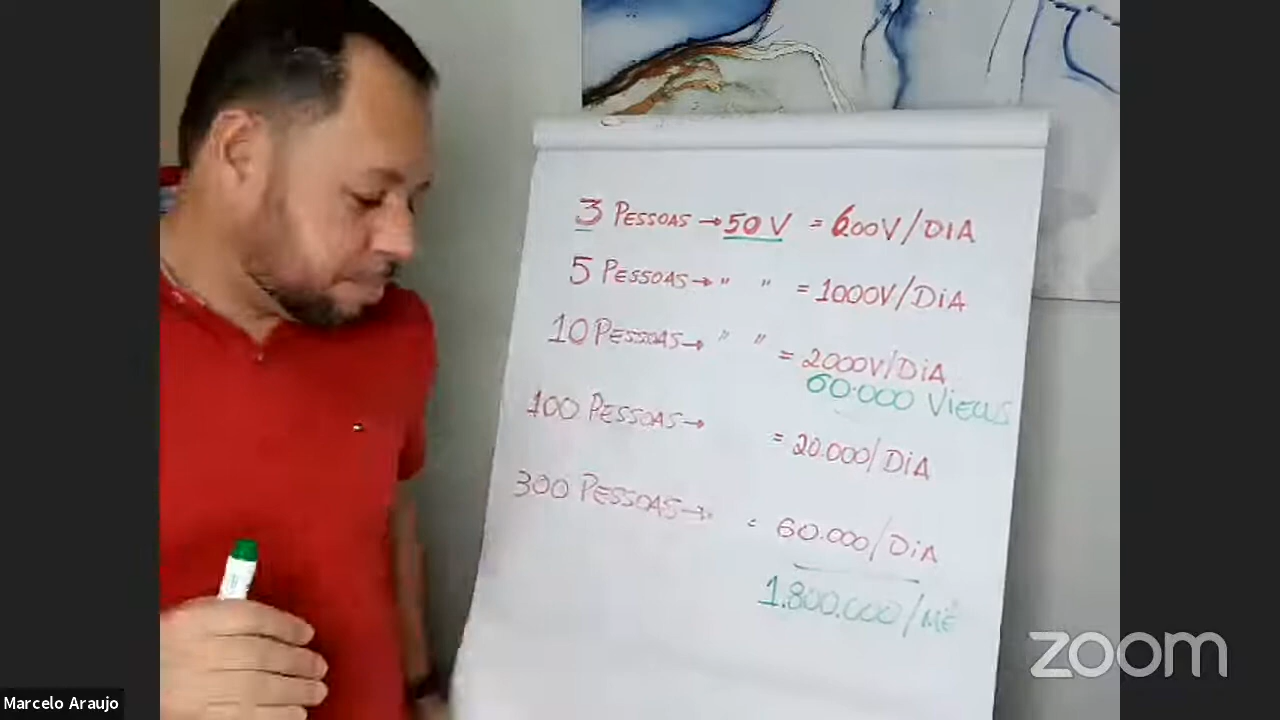 3 PESSOAS → 50 V = 600V/DIA
5 PESSOAS → " " = 1000V/DIA
10 PESSOAS → " " = 2000V/DIA
60.000 VIEWS
100 PESSOAS → = 20.000/DIA
300 PESSOAS → = 60.000/DIA
1.800.000/MÊ
zoom
Marcelo Araujo